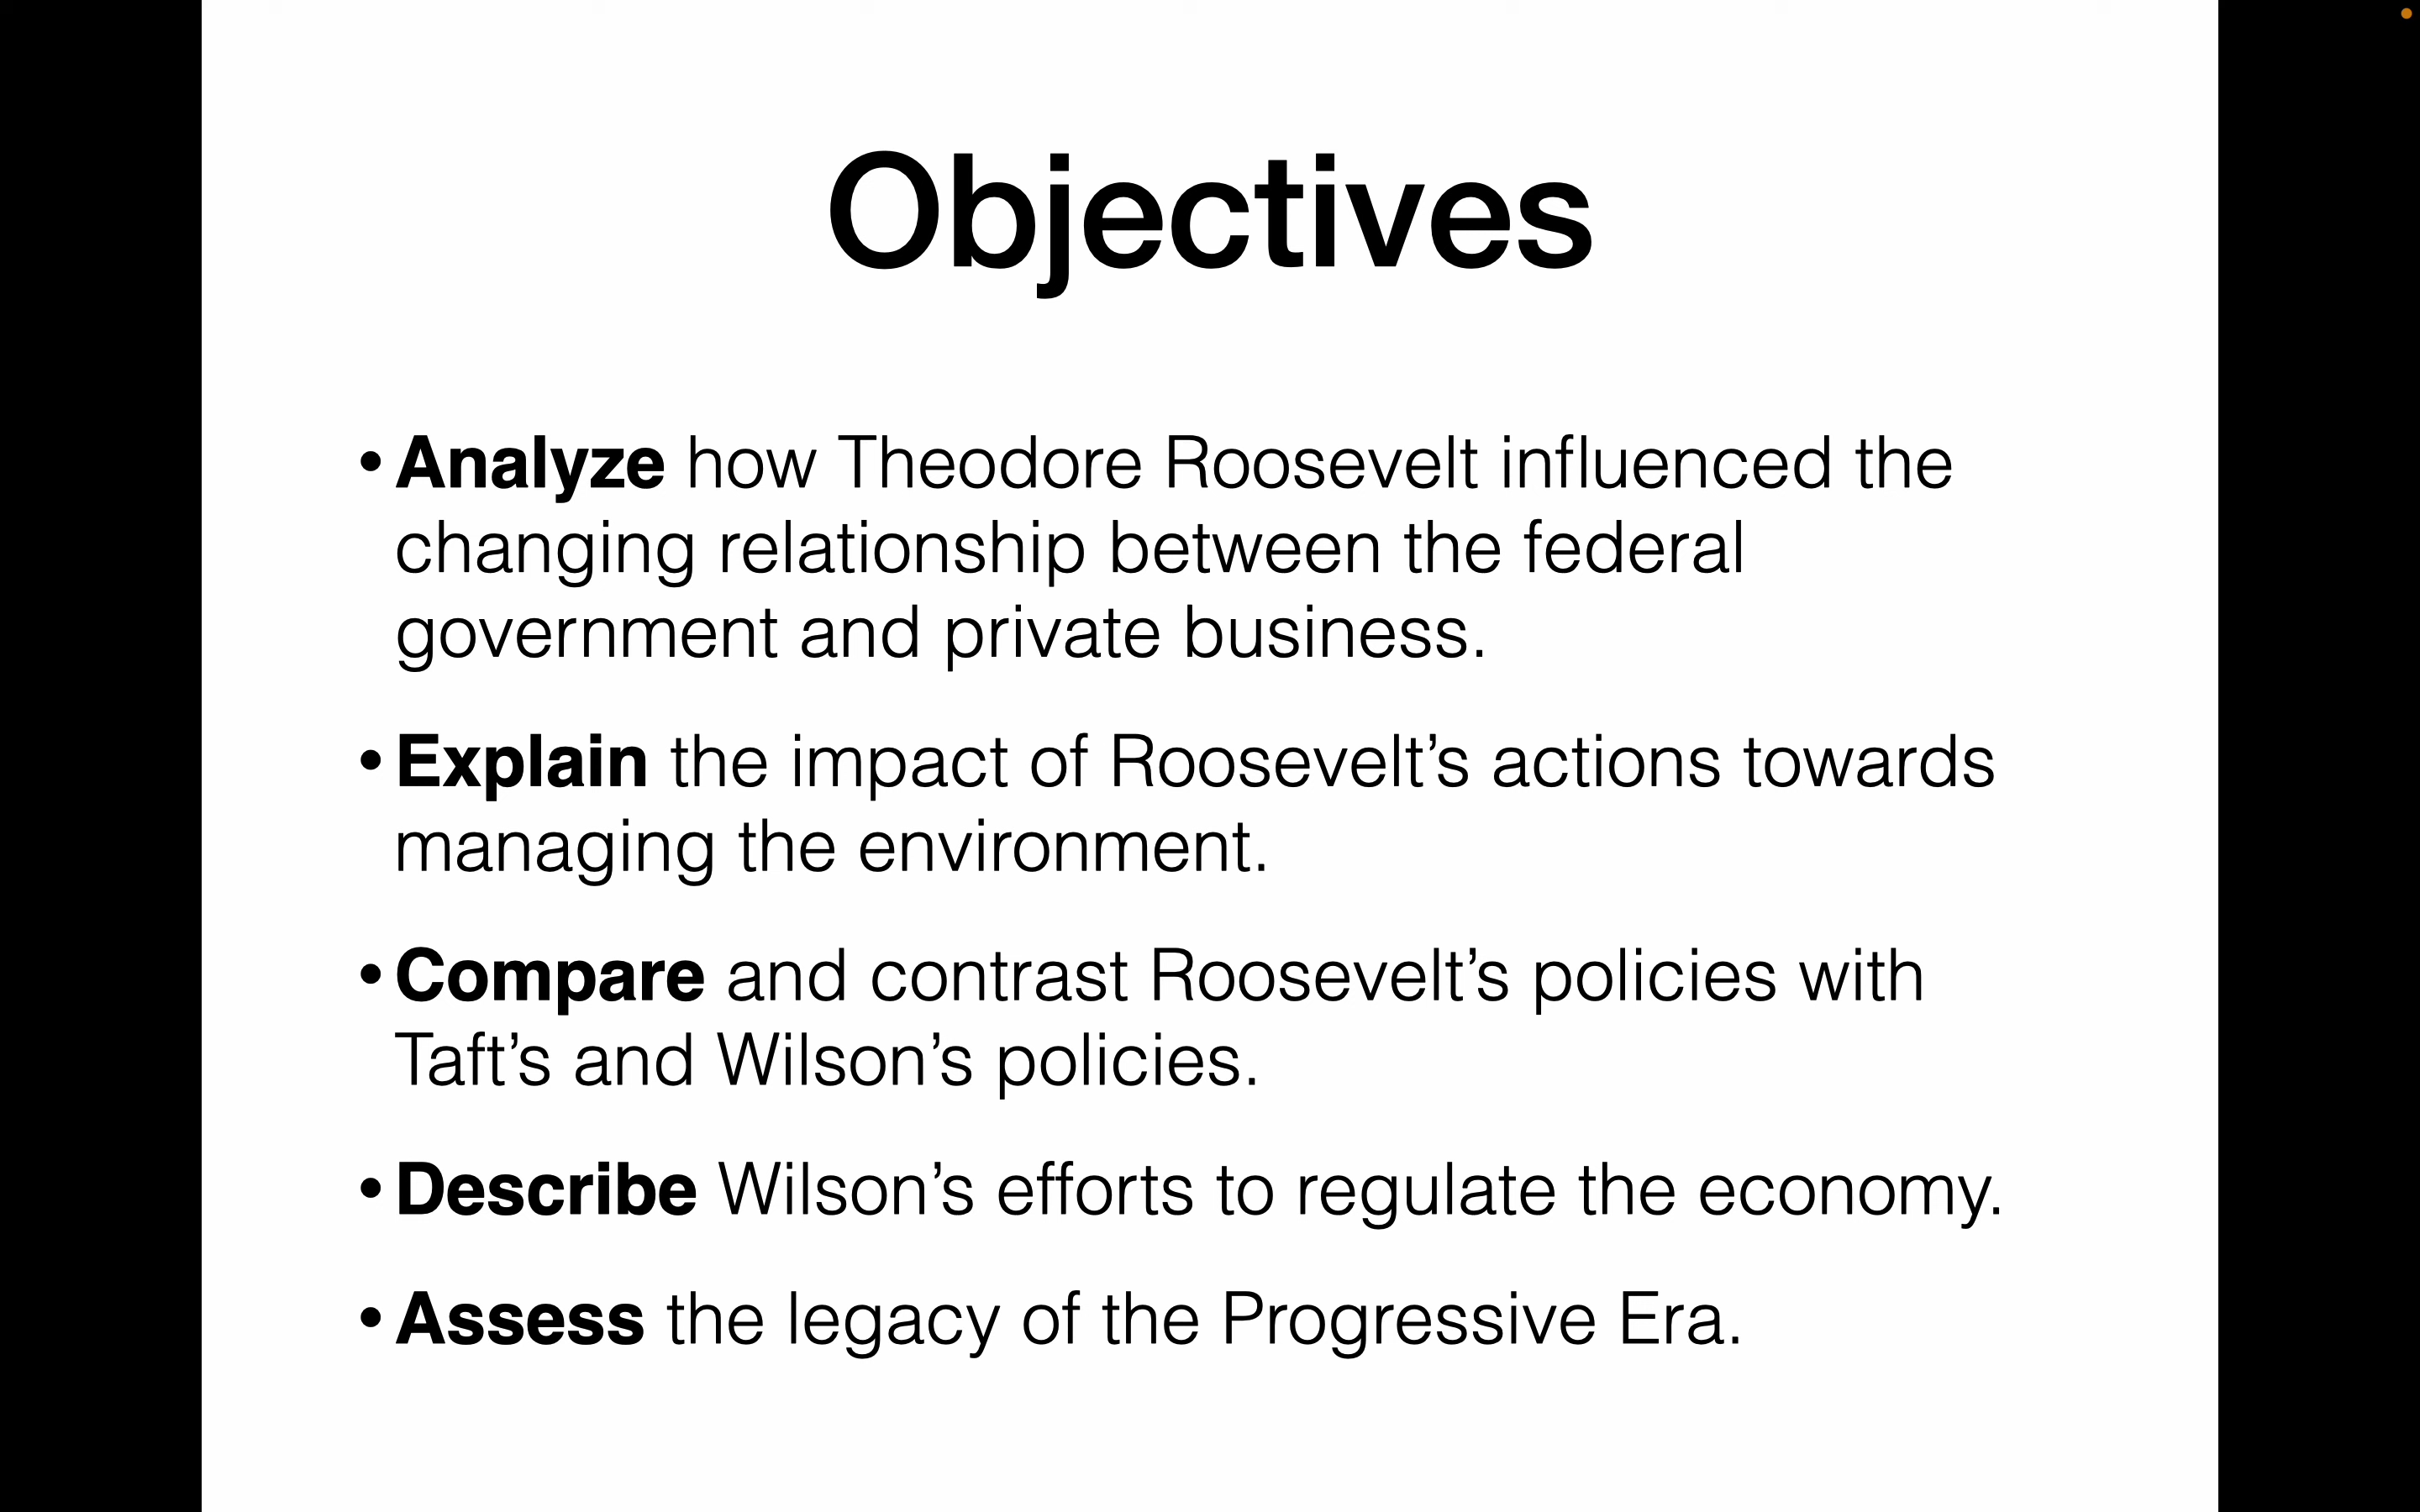 Objectives
• Analyze how Theodore Roosevelt influenced the
changing relationship between the federal
government and private business.
• Explain the impact of Roosevelt’s actions towards
managing the environment.
• Compare and contrast Roosevelt’s policies with
Taft’s and Wilson’s policies.
• Describe Wilson’s efforts to regulate the economy.
• Assess the legacy of the Progressive Era.